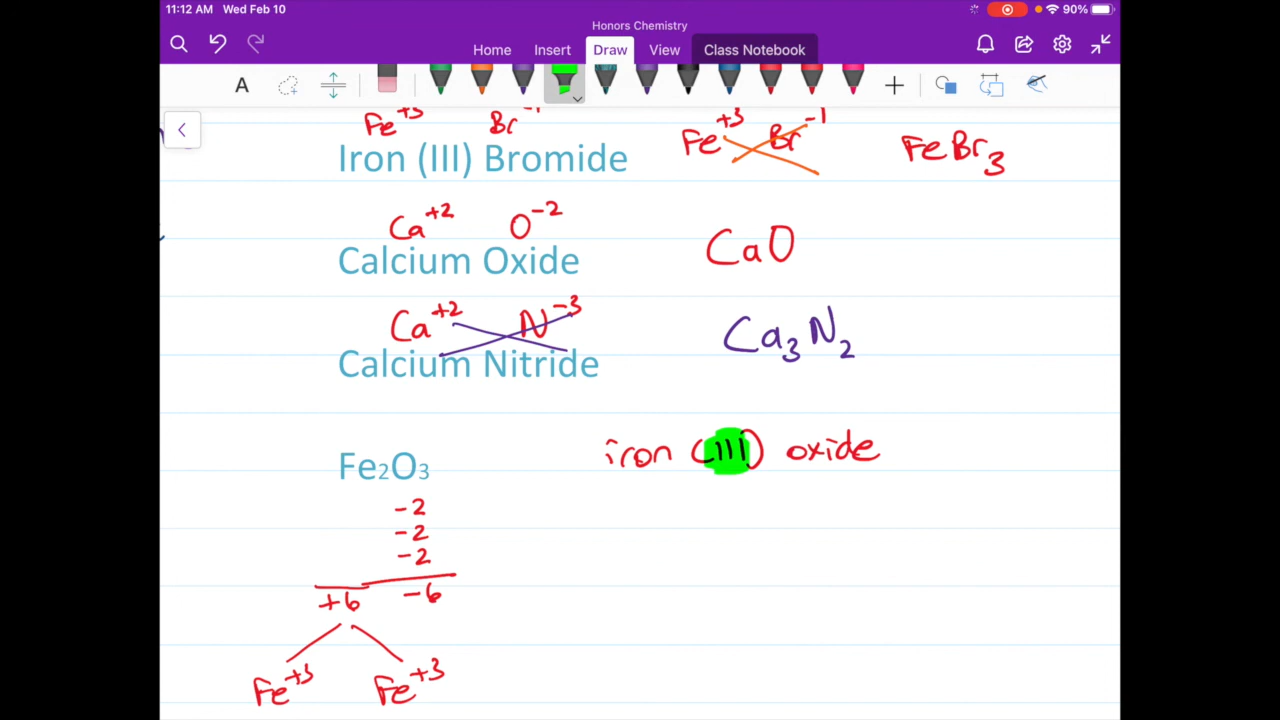 11:12 AM Wed Feb 10
90%
Honors Chemistry
Home Insert Draw View Class Notebook
A
Fe+3 Br-1
Fe+3 Br-1 FeBr3
Iron (III) Bromide
Ca+2 O-2
CaO
Calcium Oxide
Ca+2 N-3
Ca3N2
Calcium Nitride
iron (III) oxide
Fe2O3
-2
-2
-2
+6 -6
Fe+3 Fe+3